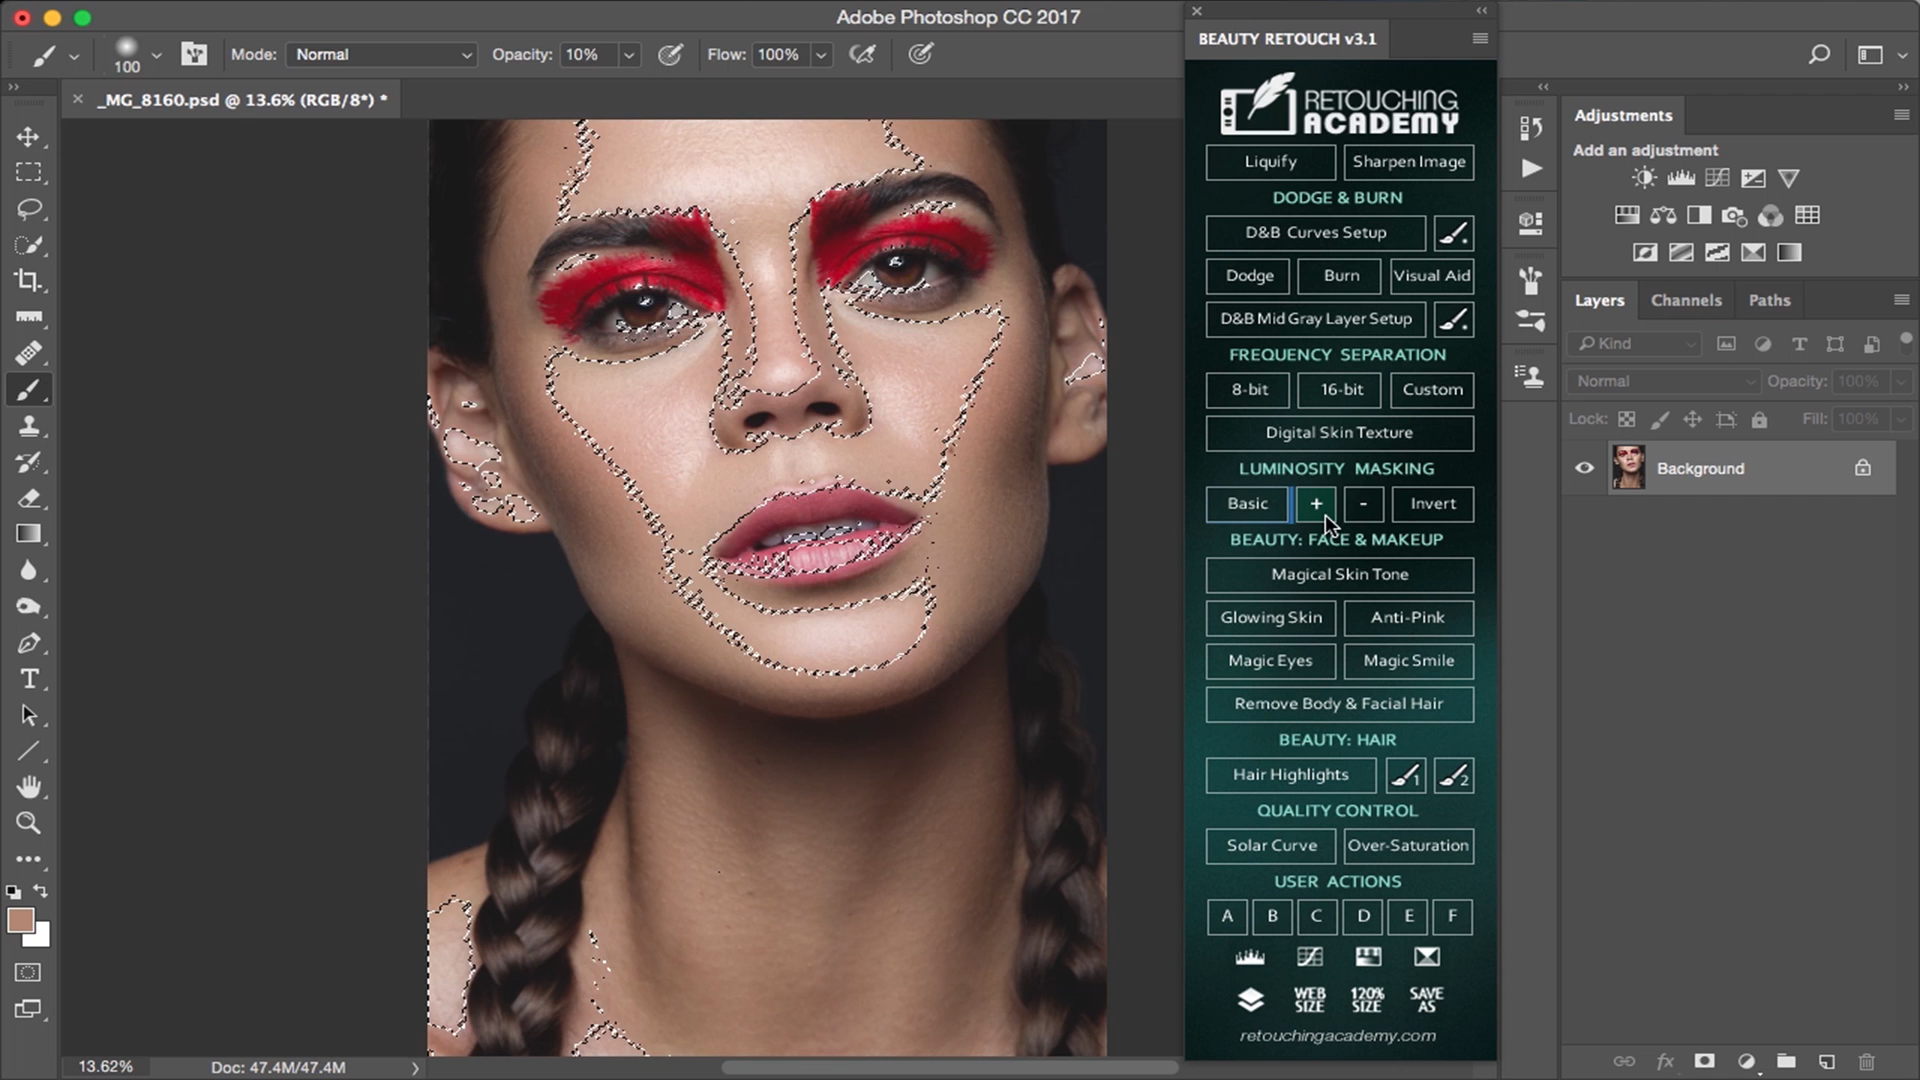 Adobe Photoshop CC 2017
100
Mode: Normal
Opacity: 10%
Flow: 100%
_MG_8160.psd @ 13.6% (RGB/8*) *
T
13.62%
Doc: 47.4M/47.4M
BEAUTY RETOUCH v3.1
RETOUCHING
ACADEMY
Liquify
Sharpen Image
DODGE & BURN
D&B Curves Setup
Dodge
Burn
Visual Aid
D&B Mid Gray Layer Setup
FREQUENCY SEPARATION
8-bit
16-bit
Custom
Digital Skin Texture
LUMINOSITY MASKING
Basic
+
-
Invert
BEAUTY: FACE & MAKEUP
Magical Skin Tone
Glowing Skin
Anti-Pink
Magic Eyes
Magic Smile
Remove Body & Facial Hair
BEAUTY: HAIR
Hair Highlights
1
2
QUALITY CONTROL
Solar Curve
Over-Saturation
USER ACTIONS
A B C D E F
WEB SIZE
120% SIZE
SAVE AS
retouchingacademy.com
Adjustments
Add an adjustment
Layers
Channels
Paths
Kind
T
Normal
Opacity: 100%
Lock:
Fill: 100%
Background
fx